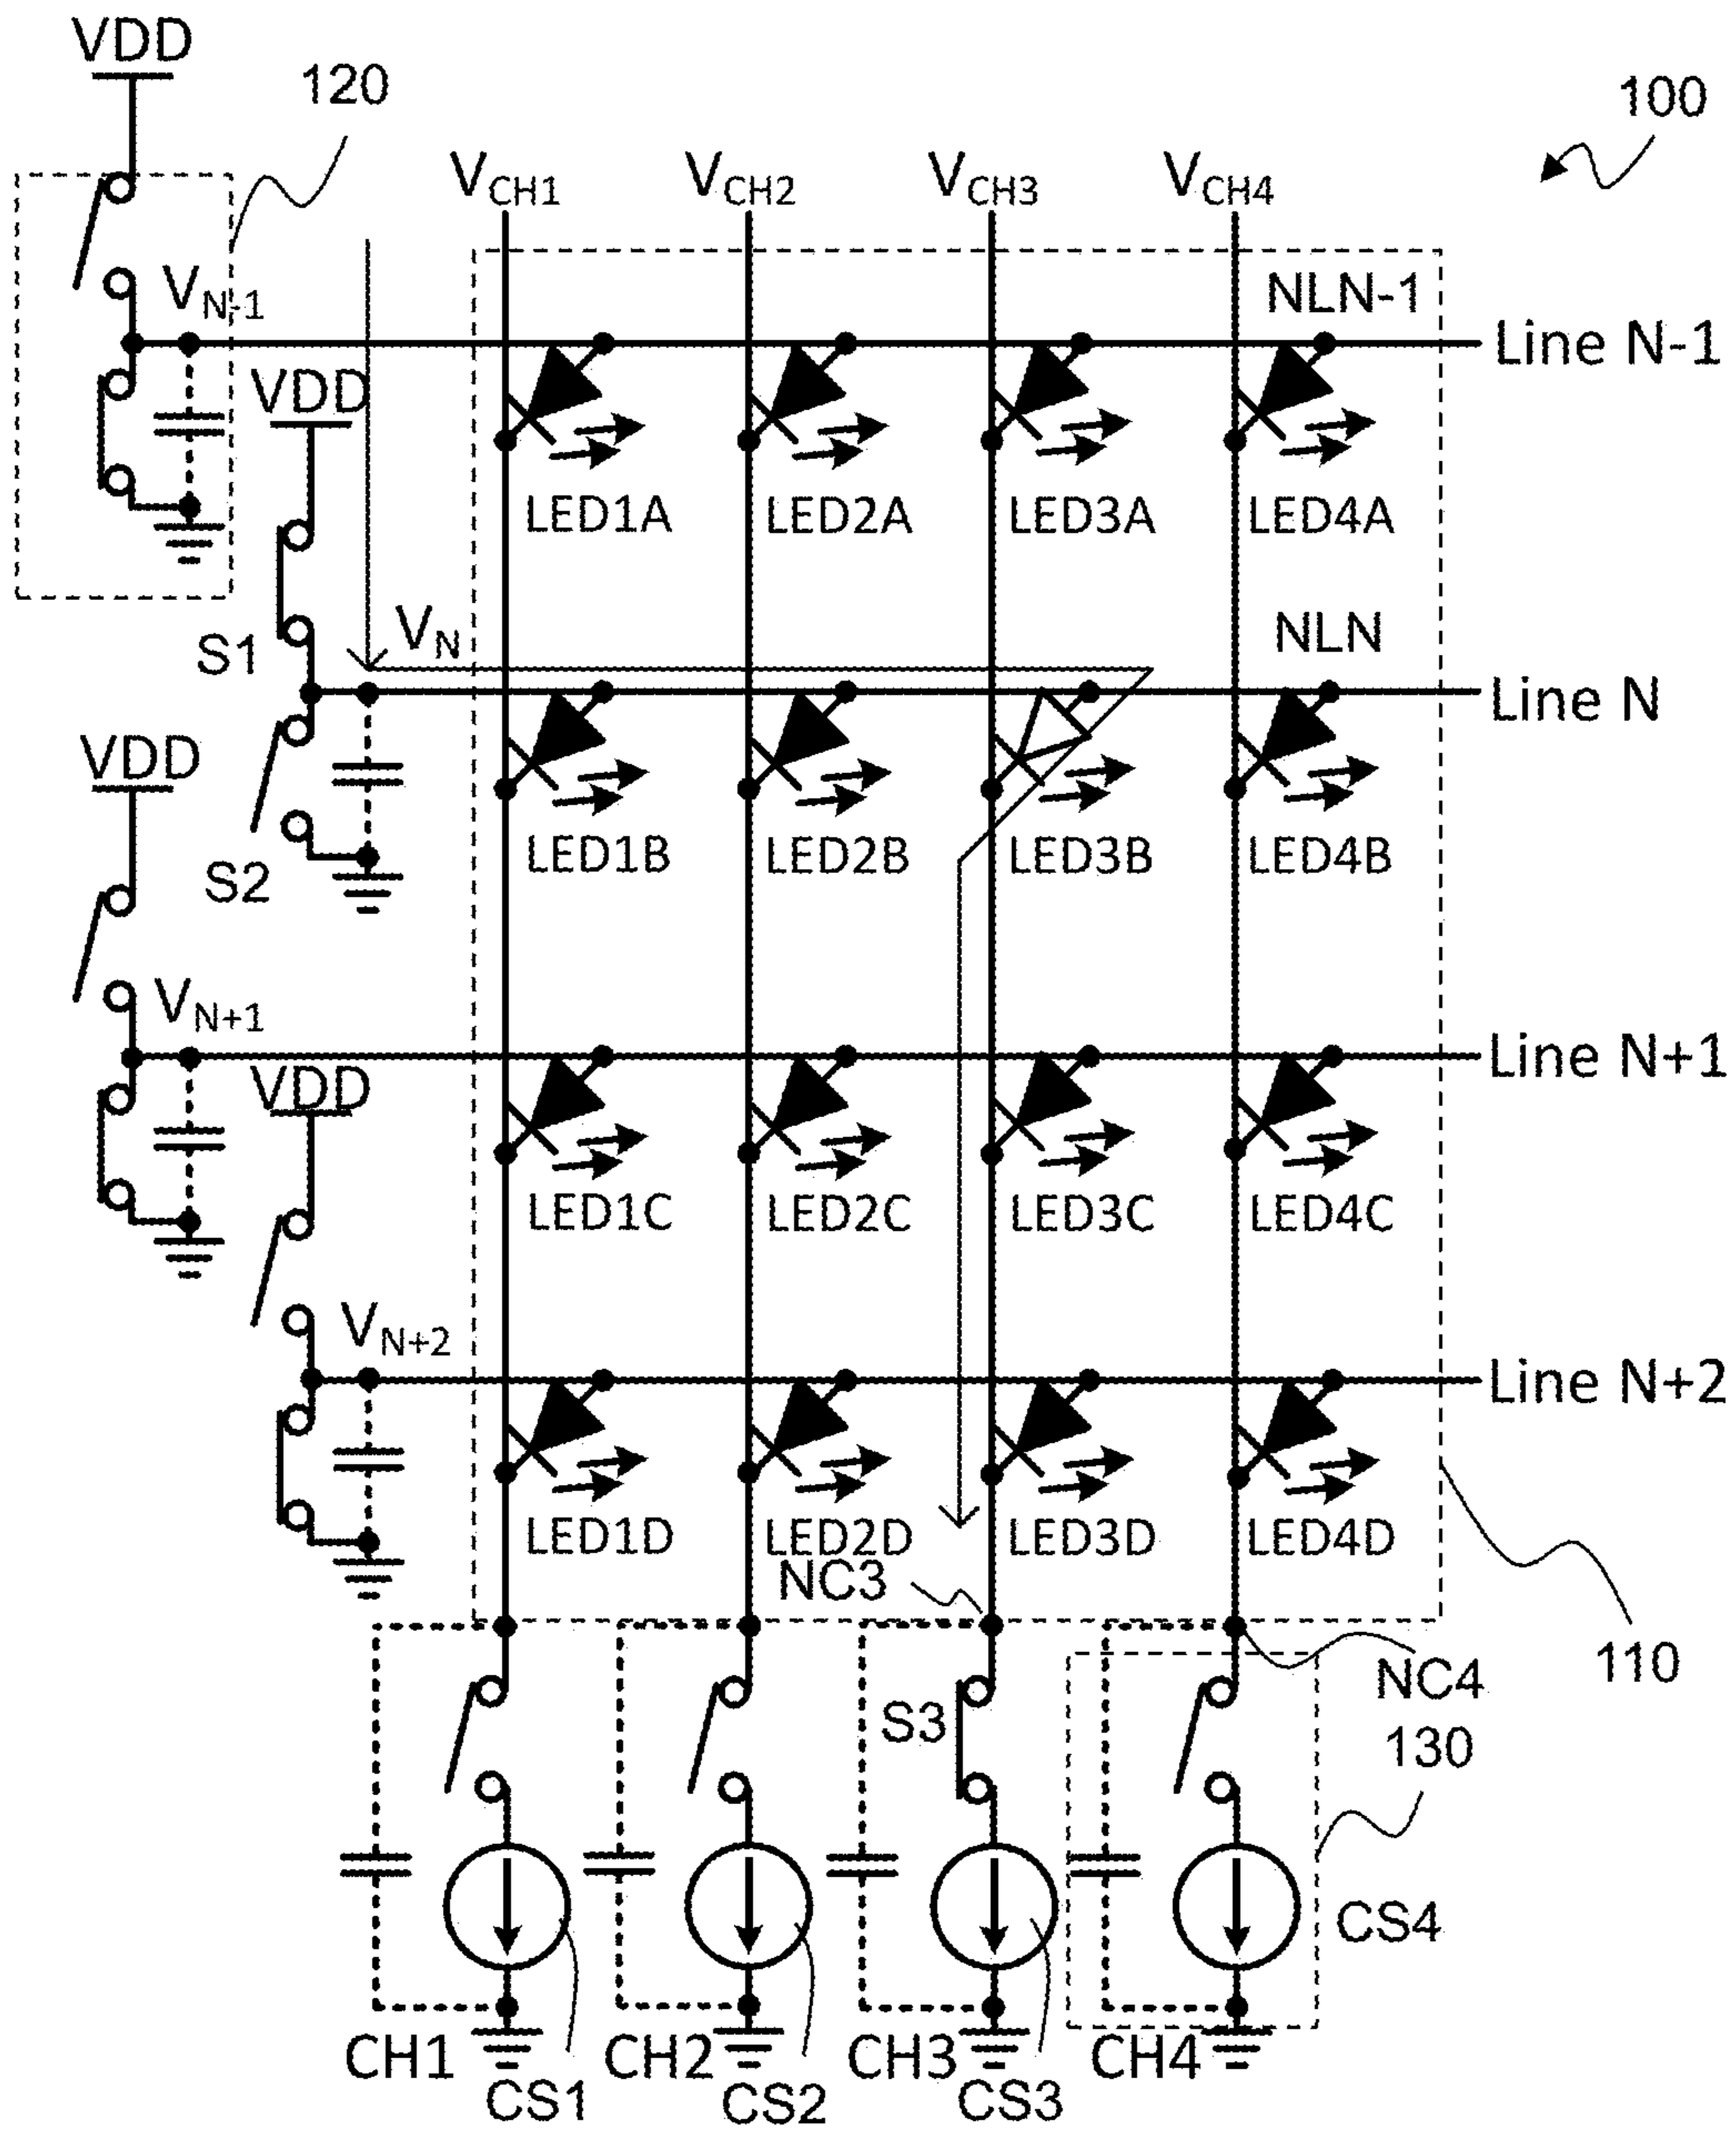 VDD
120
100
VCH1 VCH2 VCH3 VCH4
VN-1
NLN-1
Line N-1
VDD
LED1A LED2A LED3A LED4A
S1
VN
NLN
Line N
VDD
S2
LED1B LED2B LED3B LED4B
VN+1
Line N+1
VDD
LED1C LED2C LED3C LED4C
VN+2
Line N+2
LED1D LED2D LED3D LED4D
NC3
110
NC4
S3
130
CS4
CH1 CH2 CH3 CH4
CS1 CS2 CS3